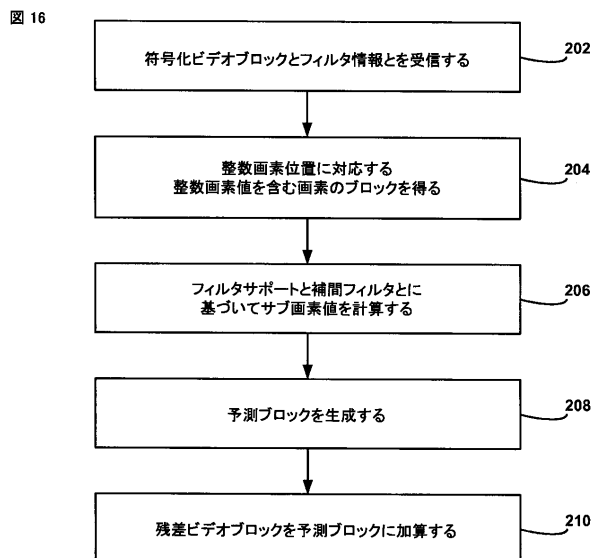 図 16
符号化ビデオブロックとフィルタ情報とを受信する
202
整数画素位置に対応する
整数画素値を含む画素のブロックを得る
204
フィルタサポートと補間フィルタとに
基づいてサブ画素値を計算する
206
予測ブロックを生成する
208
残差ビデオブロックを予測ブロックに加算する
210